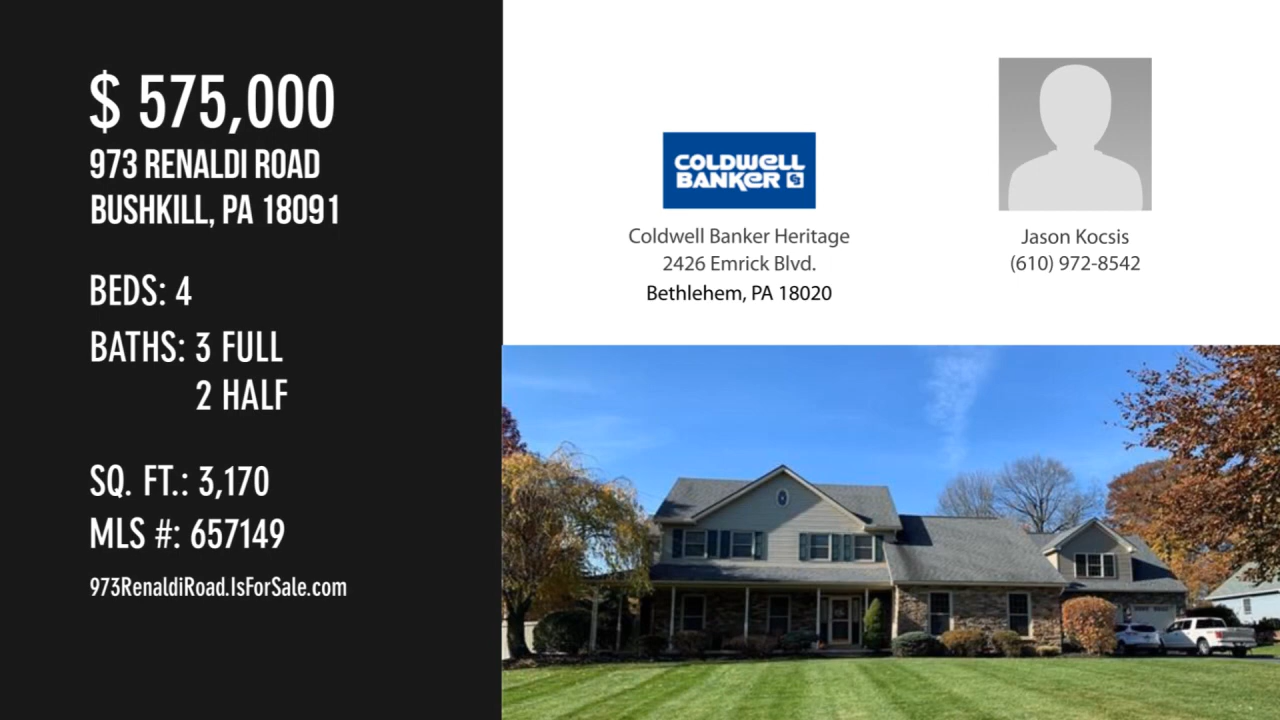 $ 575,000
973 RENALDI ROAD
BUSHKILL, PA 18091
BEDS: 4
BATHS: 3 FULL
2 HALF
SQ. FT.: 3,170
MLS #: 657149
973RenaldiRoad.IsForSale.com
COLDWELL
BANKER
Coldwell Banker Heritage
2426 Emrick Blvd.
Bethlehem, PA 18020
Jason Kocsis
(610) 972-8542